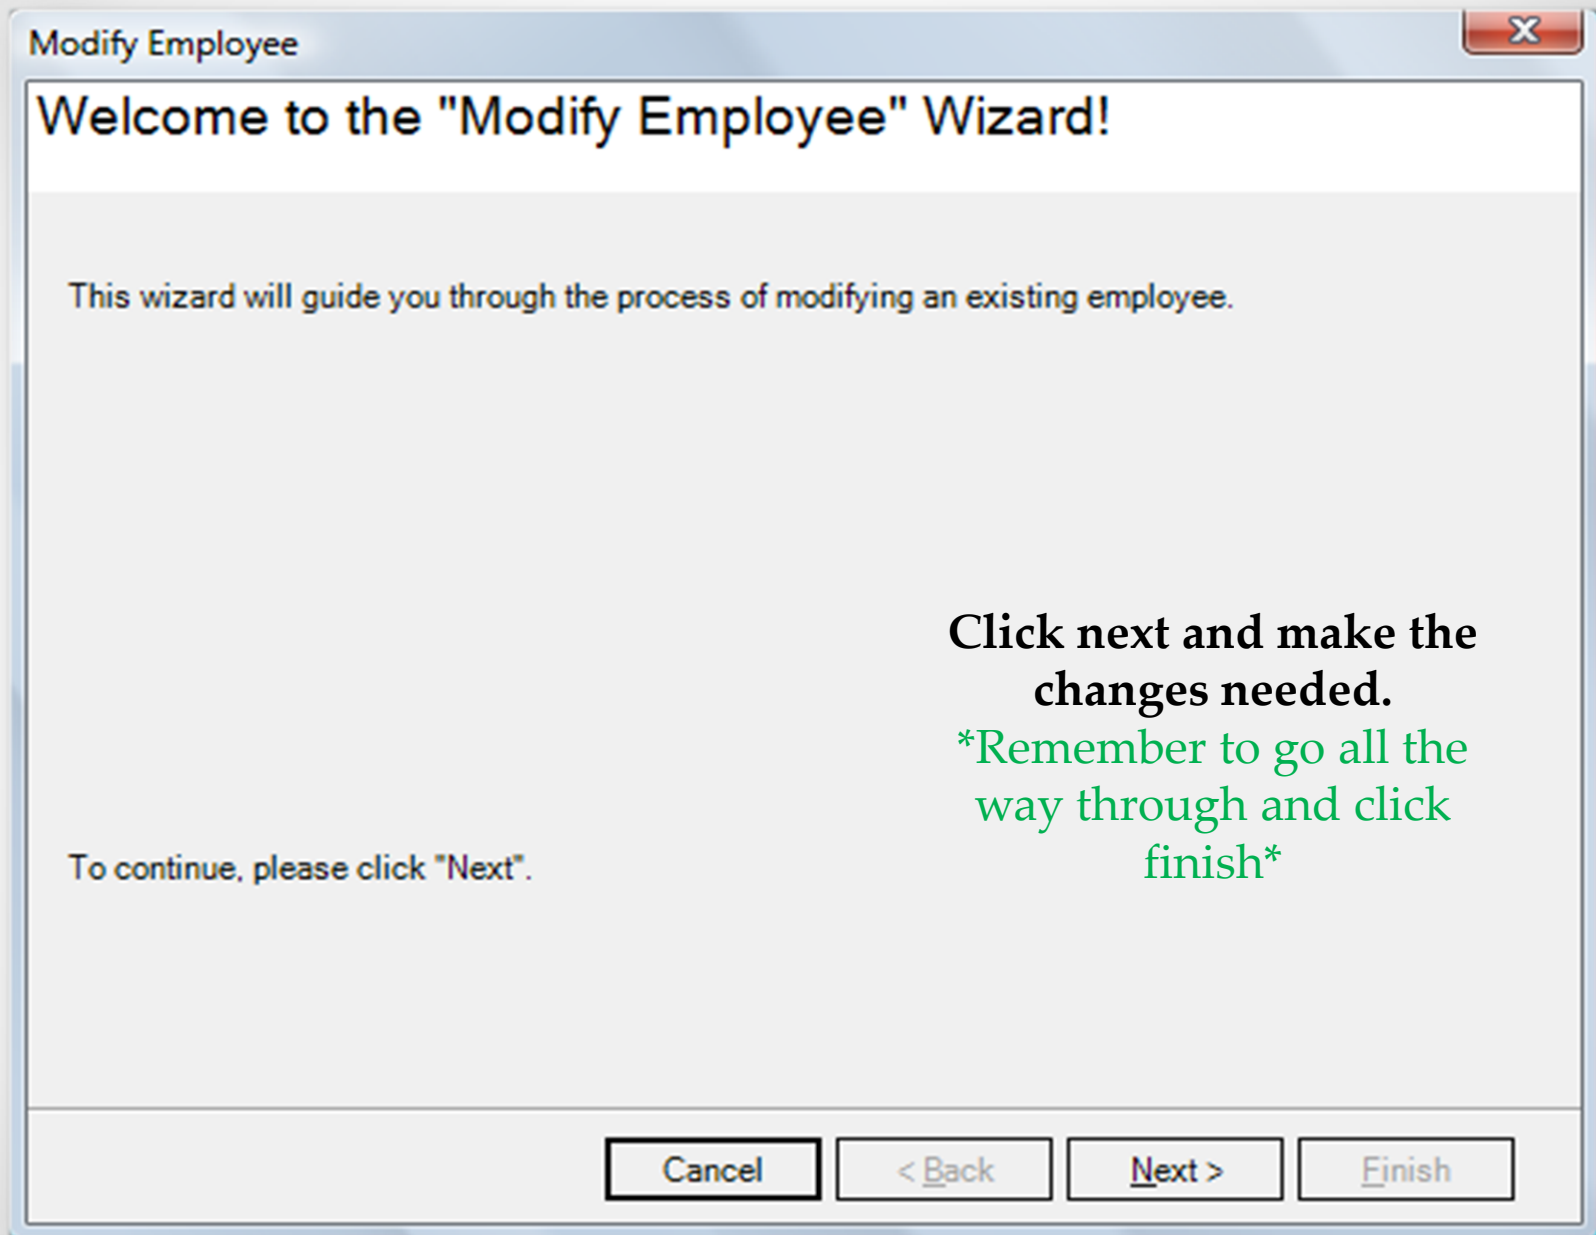 Modify Employee
Welcome to the "Modify Employee" Wizard!
This wizard will guide you through the process of modifying an existing employee.
Click next and make the
changes needed.
*Remember to go all the
way through and click
finish*
To continue, please click "Next".
Cancel
< Back
Next >
Finish